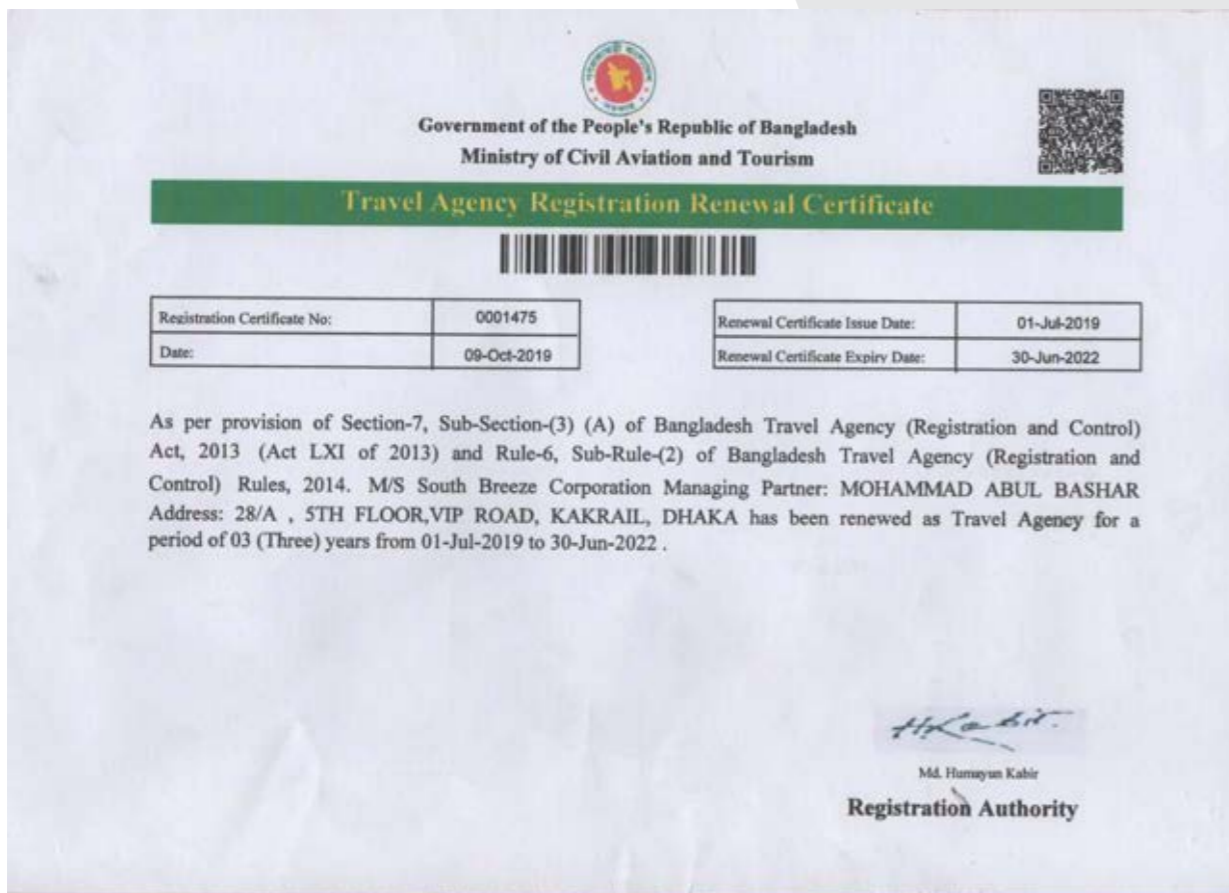 Government of the People's Republic of Bangladesh
Ministry of Civil Aviation and Tourism
Travel Agency Registration Renewal Certificate
Registration Certificate No: 0001475
Date: 09-Oct-2019
Renewal Certificate Issue Date: 01-Jul-2019
Renewal Certificate Expiry Date: 30-Jun-2022
As per provision of Section-7, Sub-Section-(3) (A) of Bangladesh Travel Agency (Registration and Control)
Act, 2013 (Act LXI of 2013) and Rule-6, Sub-Rule-(2) of Bangladesh Travel Agency (Registration and
Control) Rules, 2014. M/S South Breeze Corporation Managing Partner: MOHAMMAD ABUL BASHAR
Address: 28/A , 5TH FLOOR,VIP ROAD, KAKRAIL, DHAKA has been renewed as Travel Agency for a
period of 03 (Three) years from 01-Jul-2019 to 30-Jun-2022 .
HKabir.
Md. Humayun Kabir
Registration Authority